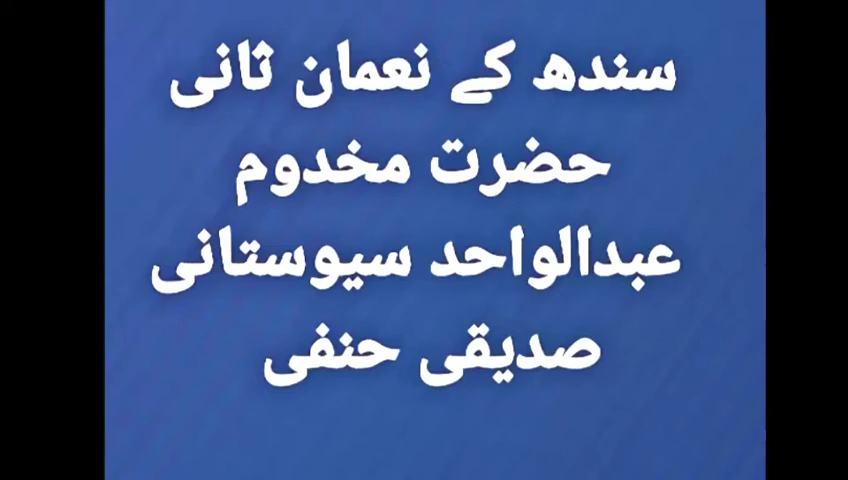 سندھ کے نعمان ثانی
حضرت مخدوم
عبدالواحد سیوستانی
صدیقی حنفی